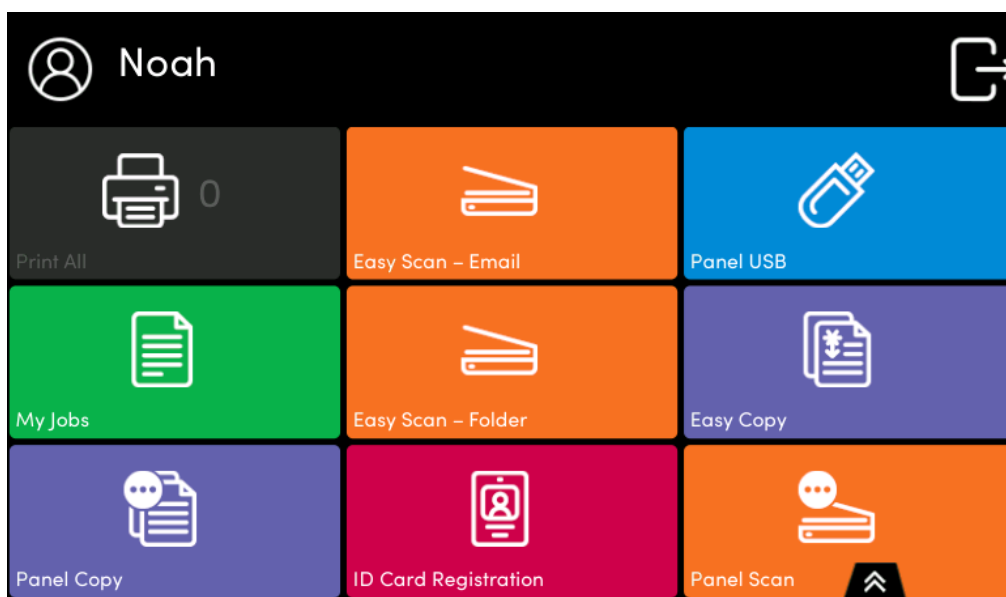 Noah
0
Print All
Easy Scan – Email
Panel USB
My Jobs
Easy Scan – Folder
Easy Copy
Panel Copy
ID Card Registration
Panel Scan